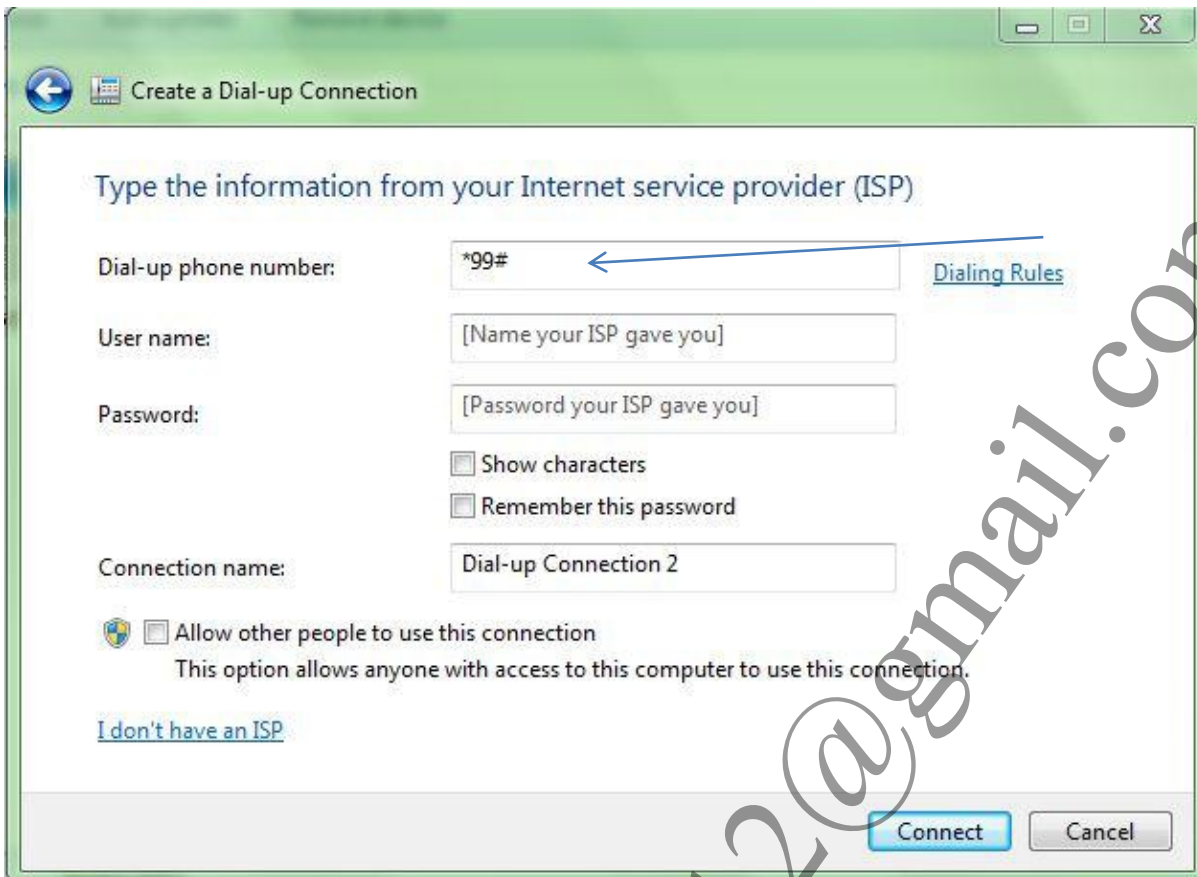 Create a Dial-up Connection
Type the information from your Internet service provider (ISP)
Dial-up phone number: *99# Dialing Rules
User name: [Name your ISP gave you]
Password: [Password your ISP gave you]
Show characters
Remember this password
Connection name: Dial-up Connection 2
Allow other people to use this connection
This option allows anyone with access to this computer to use this connection.
I don't have an ISP
Connect Cancel
2@gmail.com